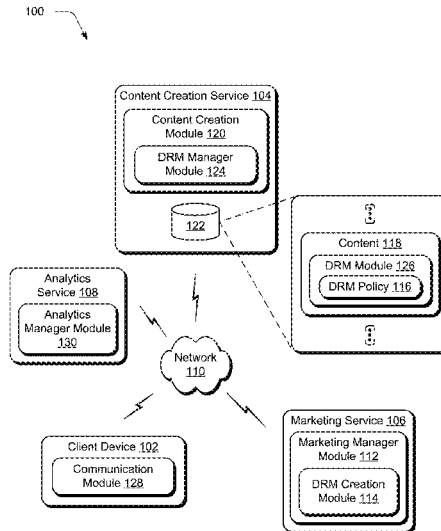 100
Content Creation Service 104
Content Creation
Module 120
DRM Manager
Module 124
122
Content 118
DRM Module 126
DRM Policy 116
Analytics
Service 108
Analytics
Manager Module
130
Network
110
Client Device 102
Communication
Module 128
Marketing Service 106
Marketing Manager
Module 112
DRM Creation
Module 114